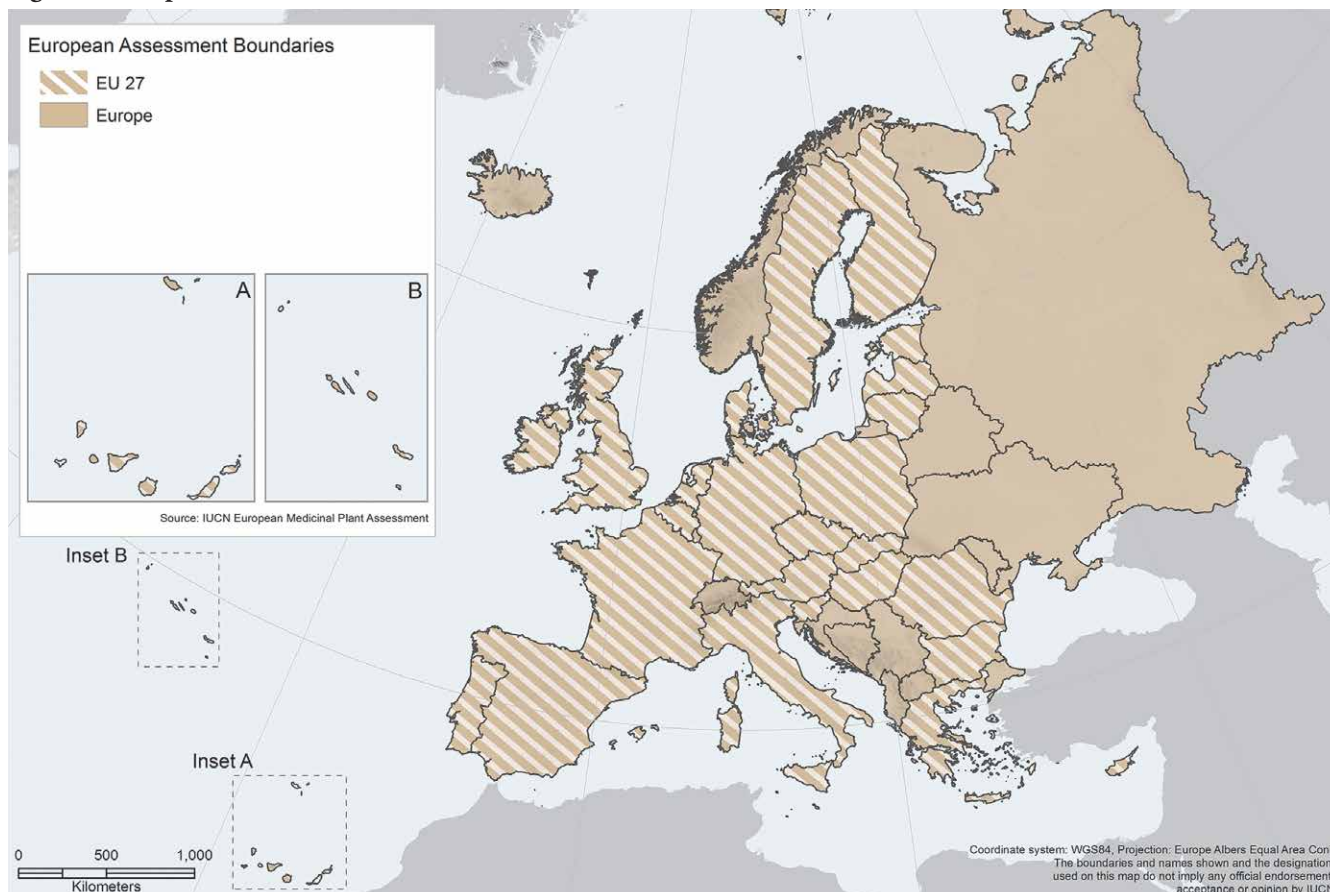 European Assessment Boundaries
EU 27
Europe
A
B
Source: IUCN European Medicinal Plant Assessment
Inset B
Inset A
0 500 1,000
Kilometers
Coordinate system: WGS84, Projection: Europe Albers Equal Area Con
The boundaries and names shown and the designation
used on this map do not imply any official endorsement
acceptance or opinion by IUC